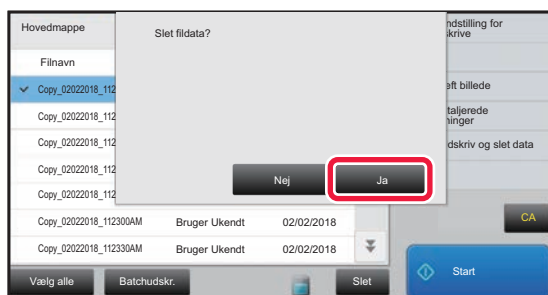 Hovedmappe
Slet fildata?
ndstilling for
skrive
Filnavn
Copy_02022018_112
eft billede
Copy_02022018_112
taljerede
ninger
Copy_02022018_112
dskriv og slet data
Copy_02022018_112
Nej
Ja
Copy_02022018_112
Copy_02022018_112300AM Bruger Ukendt 02/02/2018
CA
Copy_02022018_112330AM Bruger Ukendt 02/02/2018
Vælg alle
Batchudskr.
Slet
Start